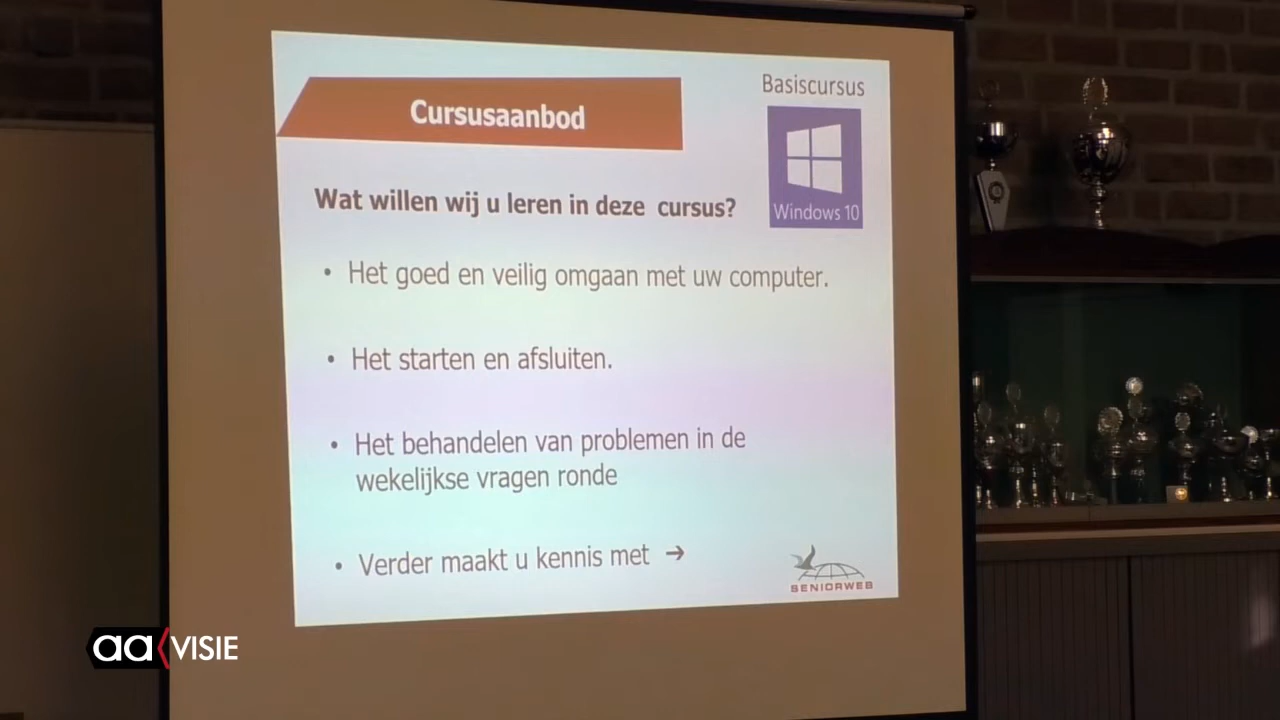 Basiscursus
Cursusaanbod
Windows 10
Wat willen wij u leren in deze cursus?
• Het goed en veilig omgaan met uw computer.
• Het starten en afsluiten.
• Het behandelen van problemen in de
wekelijkse vragen ronde
• Verder maakt u kennis met →
SENIORWEB
aa VISIE